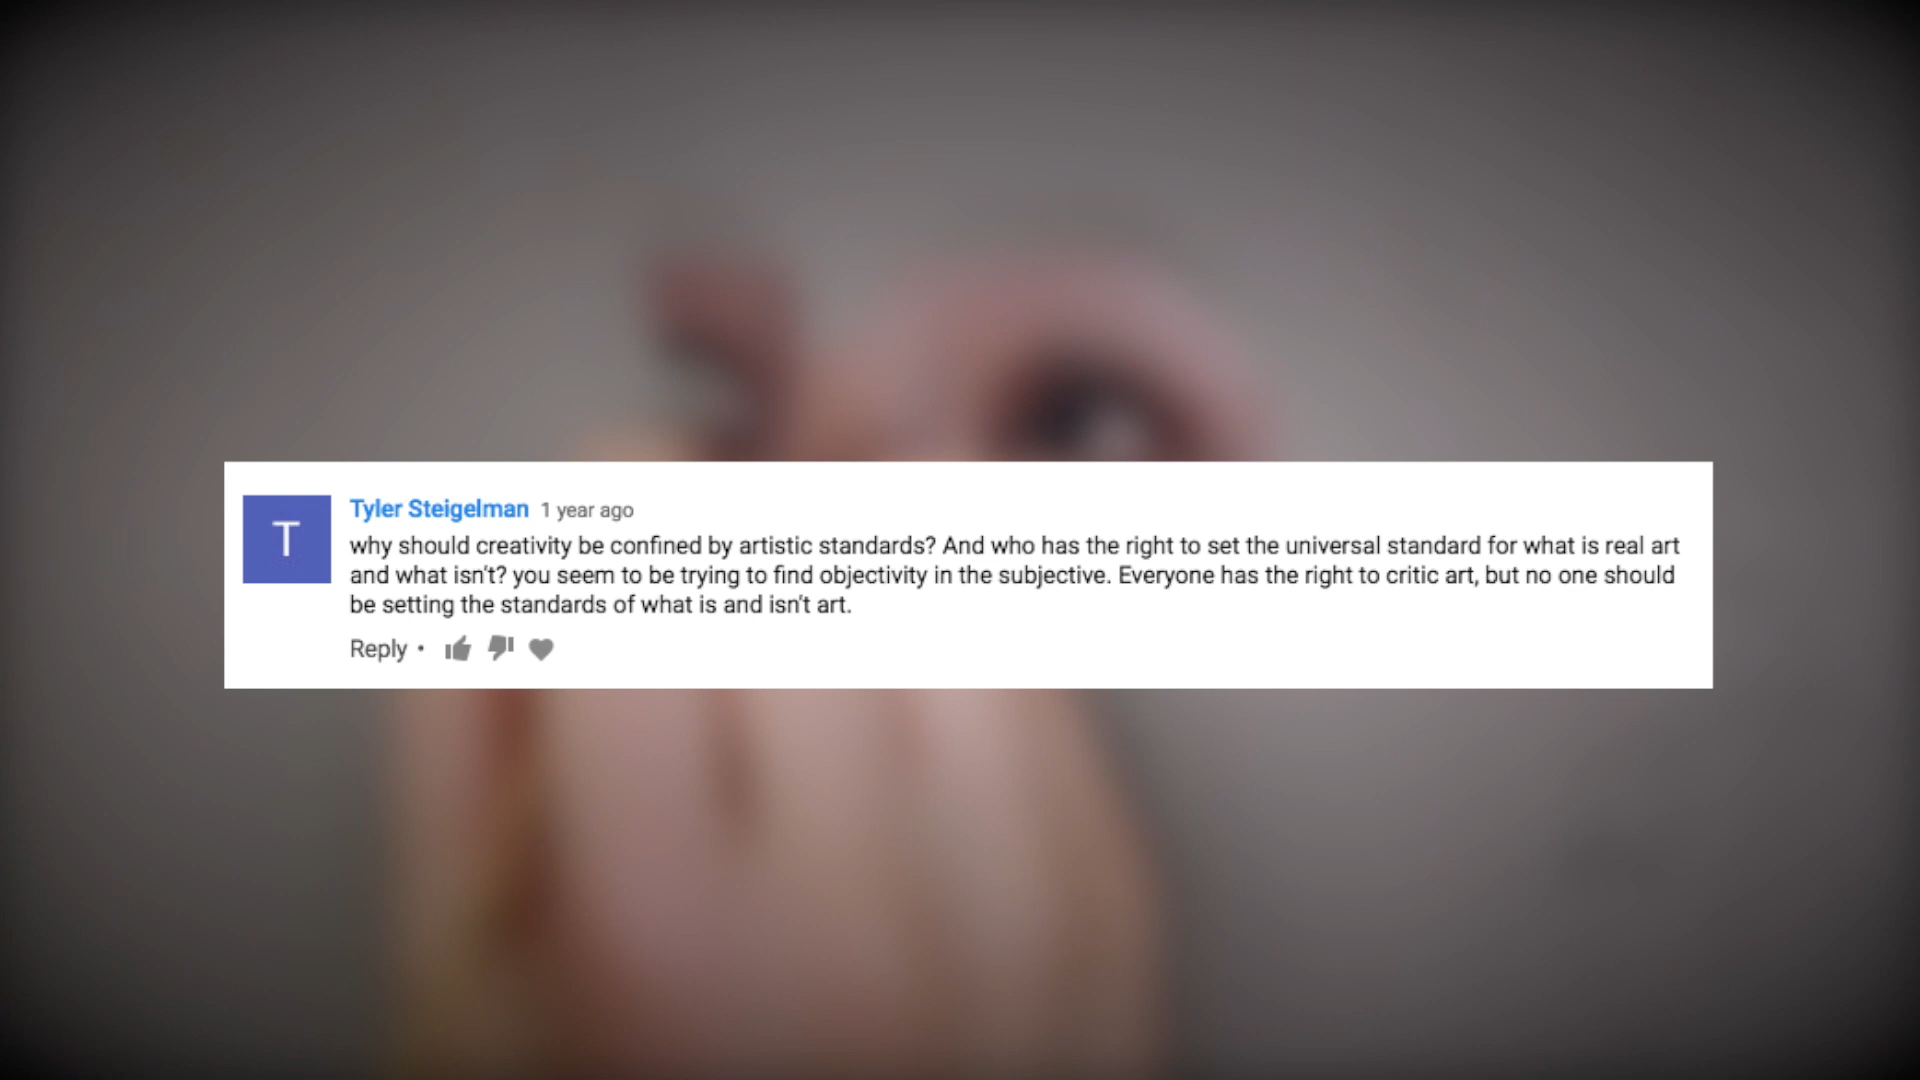 T
Tyler Steigelman 1 year ago
why should creativity be confined by artistic standards? And who has the right to set the universal standard for what is real art
and what isn't? you seem to be trying to find objectivity in the subjective. Everyone has the right to critic art, but no one should
be setting the standards of what is and isn't art.
Reply •